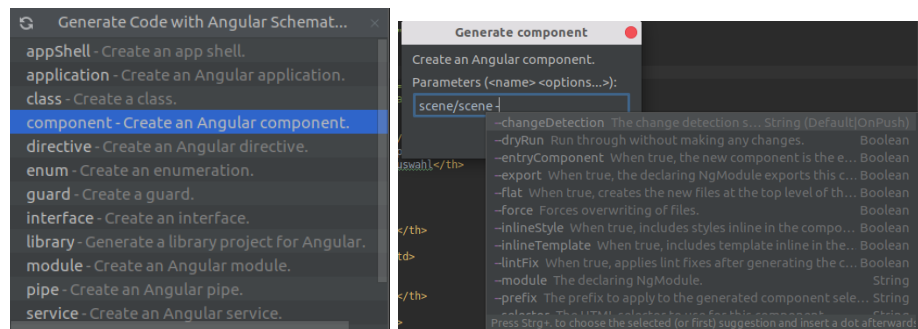 Generate Code with Angular Schemat...
appShell - Create an app shell.
application - Create an Angular application.
class - Create a class.
component - Create an Angular component.
directive - Create an Angular directive.
enum - Create an enumeration.
guard - Create a guard.
interface - Create an interface.
library - Generate a library project for Angular.
module - Create an Angular module.
pipe - Create an Angular pipe.
service - Create an Angular service.
Generate component
Create an Angular component.
Parameters (<name> <options...>):
scene/scene -
--changeDetection The change detection s... String (Default|OnPush)
--dryRun Run through without making any changes. Boolean
--entryComponent When true, the new component is the e... Boolean
--export When true, the declaring NgModule exports this c... Boolean
--flat When true, creates the new files at the top level of th... Boolean
--force Forces overwriting of files. Boolean
--inlineStyle When true, includes styles inline in the compo... Boolean
--inlineTemplate When true, includes template inline in the... Boolean
--lintFix When true, applies lint fixes after generating the c... Boolean
--module The declaring NgModule. String
--prefix The prefix to apply to the generated component sele... String
Press Strg+. to choose the selected (or first) suggestion and insert a dot afterward
uswahl</th>
</th>
td>
</th>